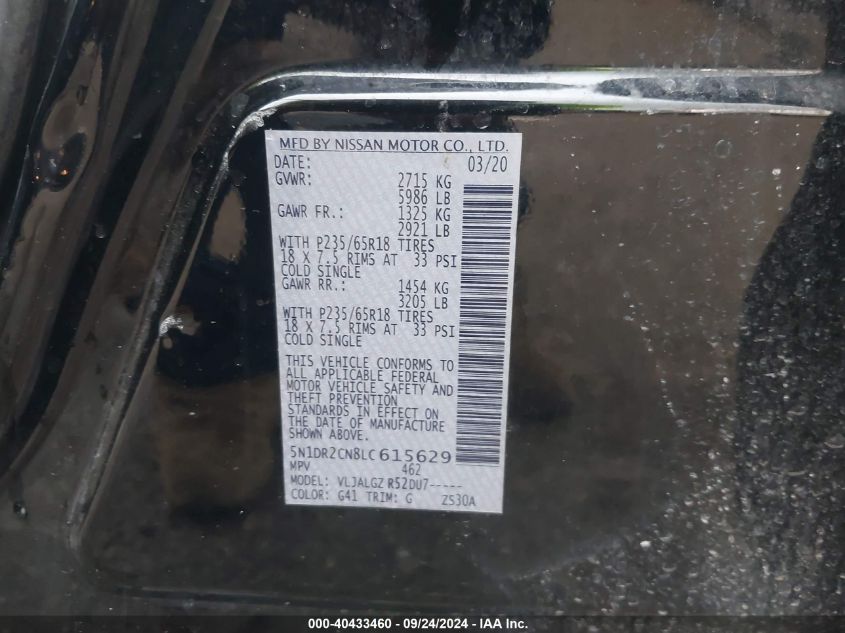 MFD BY NISSAN MOTOR CO., LTD.
DATE: 03/20
GVWR: 2715 KG
5986 LB
GAWR FR.: 1325 KG
2921 LB
WITH P235/65R18 TIRES
18 X 7.5 RIMS AT 33 PSI
COLD SINGLE
GAWR RR.: 1454 KG
3205 LB
WITH P235/65R18 TIRES
18 X 7.5 RIMS AT 33 PSI
COLD SINGLE
THIS VEHICLE CONFORMS TO
ALL APPLICABLE FEDERAL
MOTOR VEHICLE SAFETY AND
THEFT PREVENTION
STANDARDS IN EFFECT ON
THE DATE OF MANUFACTURE
SHOWN ABOVE.
5N1DR2CN8LC615629
MPV 462
MODEL: VLJALGZ R52DU7-----
COLOR: G41 TRIM: G ZS30A
000-40433460 - 09/24/2024 - © IAA, Inc.